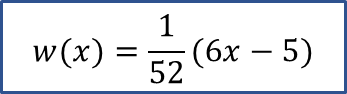 w(x) = 1/52 (6x − 5)